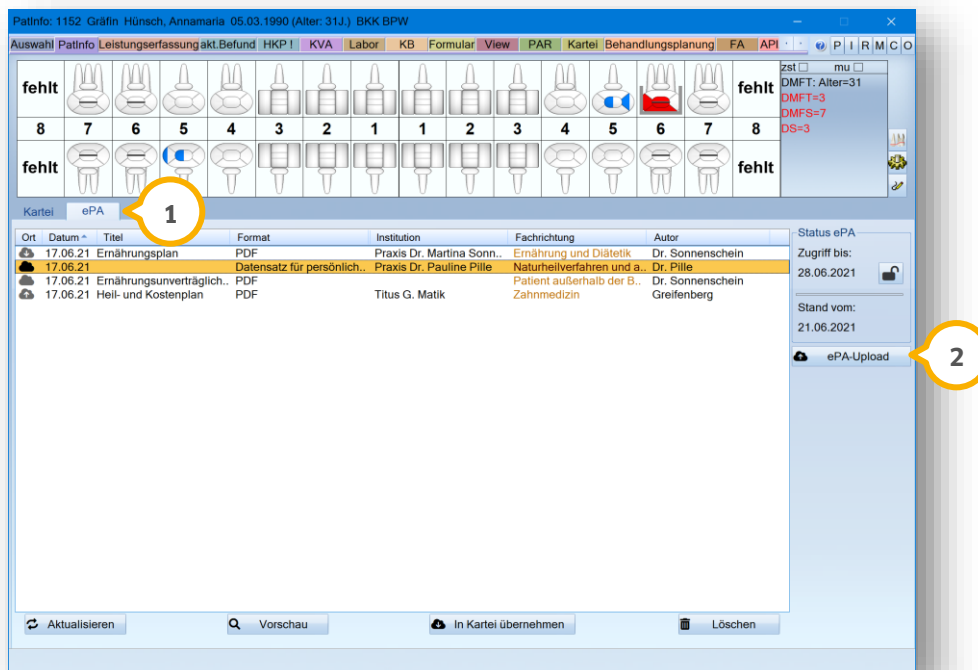 PatInfo: 1152 Gräfin Hünsch, Annamaria 05.03.1990 (Alter: 31J.) BKK BPW
Auswahl PatInfo Leistungserfassung akt.Befund HKP ! KVA Labor KB Formular View PAR Kartei Behandlungsplanung FA API P I R M C O
zst mu
DMFT: Alter=31
DMFT=3
DMFS=7
DS=3
fehlt fehlt
8 7 6 5 4 3 2 1 1 2 3 4 5 6 7 8
fehlt fehlt
Kartei ePA
1
Ort Datum Titel Format Institution Fachrichtung Autor
17.06.21 Ernährungsplan PDF Praxis Dr. Martina Sonn.. Ernährung und Diätetik Dr. Sonnenschein
17.06.21 Datensatz für persönlich.. Praxis Dr. Pauline Pille Naturheilverfahren und a.. Dr. Pille
17.06.21 Ernährungsunverträglich.. PDF Patient außerhalb der B.. Dr. Sonnenschein
17.06.21 Heil- und Kostenplan PDF Titus G. Matik Zahnmedizin Greifenberg
Status ePA
Zugriff bis:
28.06.2021
Stand vom:
21.06.2021
ePA-Upload
2
Aktualisieren Vorschau In Kartei übernehmen Löschen